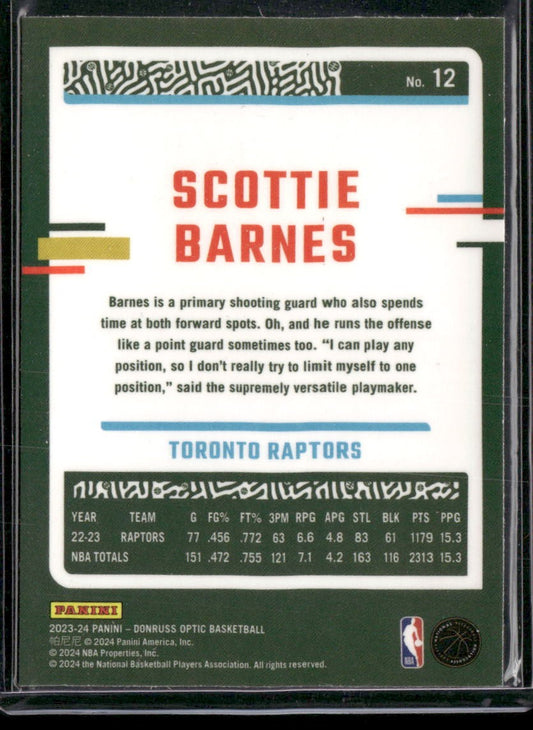 No. 12
SCOTTIE
BARNES
Barnes is a primary shooting guard who also spends
time at both forward spots. Oh, and he runs the offense
like a point guard sometimes too. “I can play any
position, so I don't really try to limit myself to one
position,” said the supremely versatile playmaker.
TORONTO RAPTORS
YEAR TEAM G FG% FT% 3PM RPG APG STL BLK PTS PPG
22-23 RAPTORS 77 .456 .772 63 6.6 4.8 83 61 1179 15.3
NBA TOTALS 151 .472 .755 121 7.1 4.2 163 116 2313 15.3
PANINI
2023-24 PANINI – DONRUSS OPTIC BASKETBALL
帕尼尼 © 2024 Panini America, Inc.
© 2024 NBA Properties, Inc.
© 2024 the National Basketball Players Association. All rights reserved.
NBA